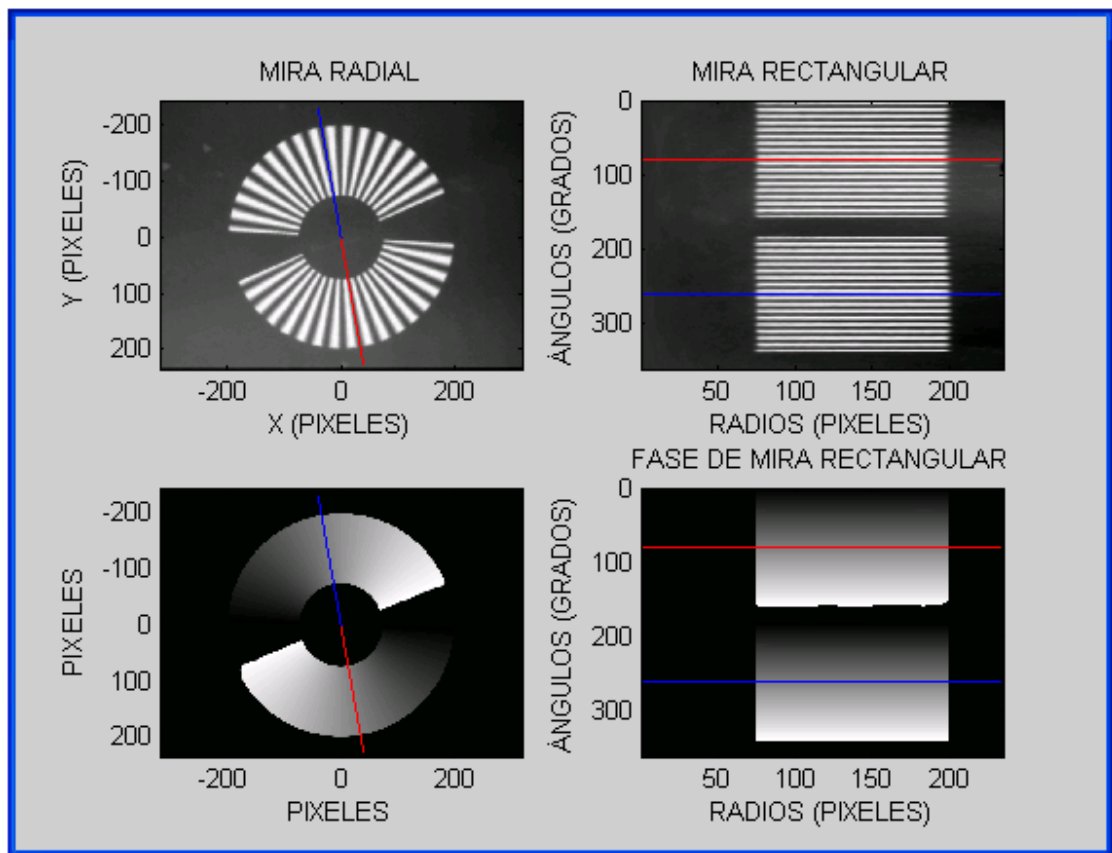 MIRA RADIAL
-200
-100
0
100
200
Y (PIXELES)
-200 0 200
X (PIXELES)
MIRA RECTANGULAR
0
100
200
300
ÁNGULOS (GRADOS)
50 100 150 200
RADIOS (PIXELES)
-200
-100
0
100
200
PIXELES
-200 0 200
PIXELES
FASE DE MIRA RECTANGULAR
0
100
200
300
ÁNGULOS (GRADOS)
50 100 150 200
RADIOS (PIXELES)